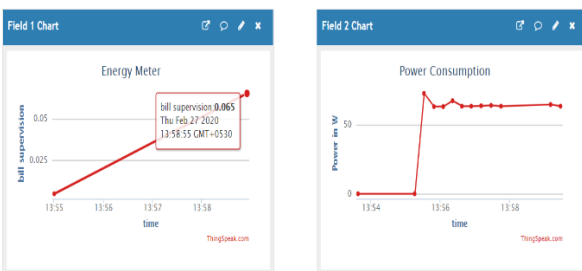 Field 1 Chart
Energy Meter
bill supervision
0.05
0.025
bill supervision:0.065
Thu Feb 27 2020
13:58:55 GMT+0530
13:55
13:56
13:57
13:58
time
ThingSpeak.com
Field 2 Chart
Power Consumption
Power in W
50
0
13:54
13:56
13:58
time
ThingSpeak.com